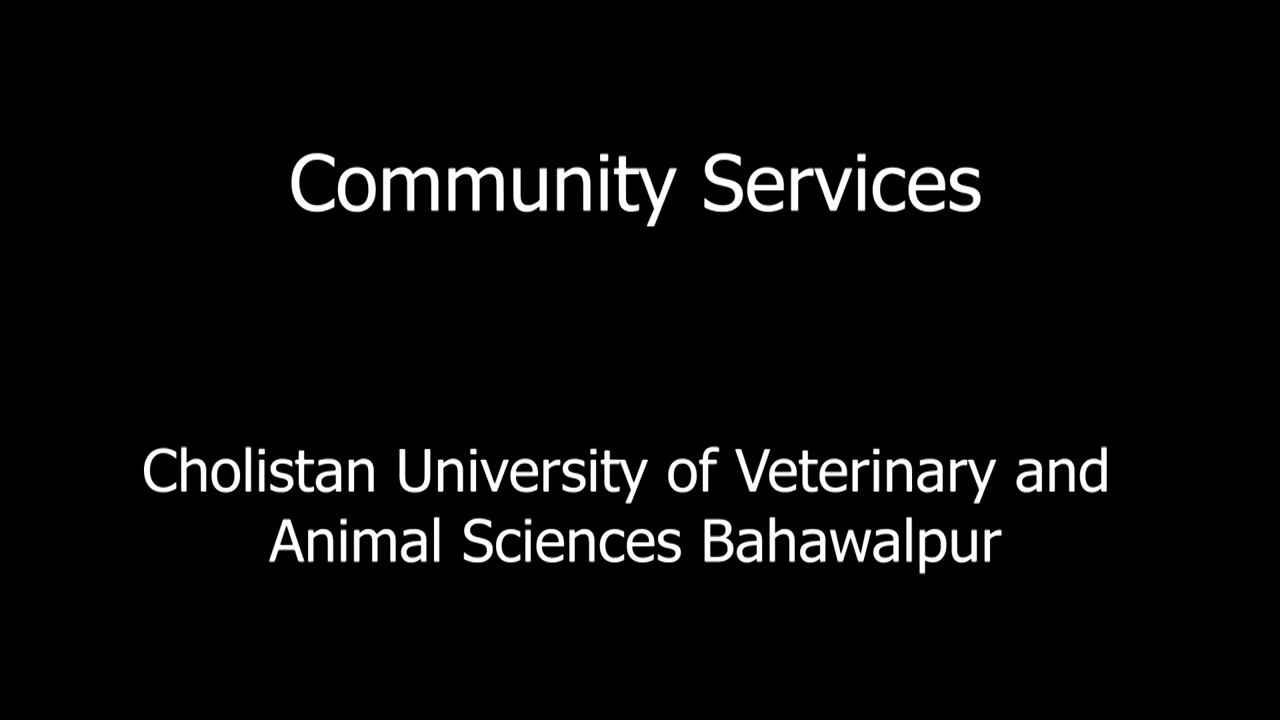 Community Services
Cholistan University of Veterinary and
Animal Sciences Bahawalpur